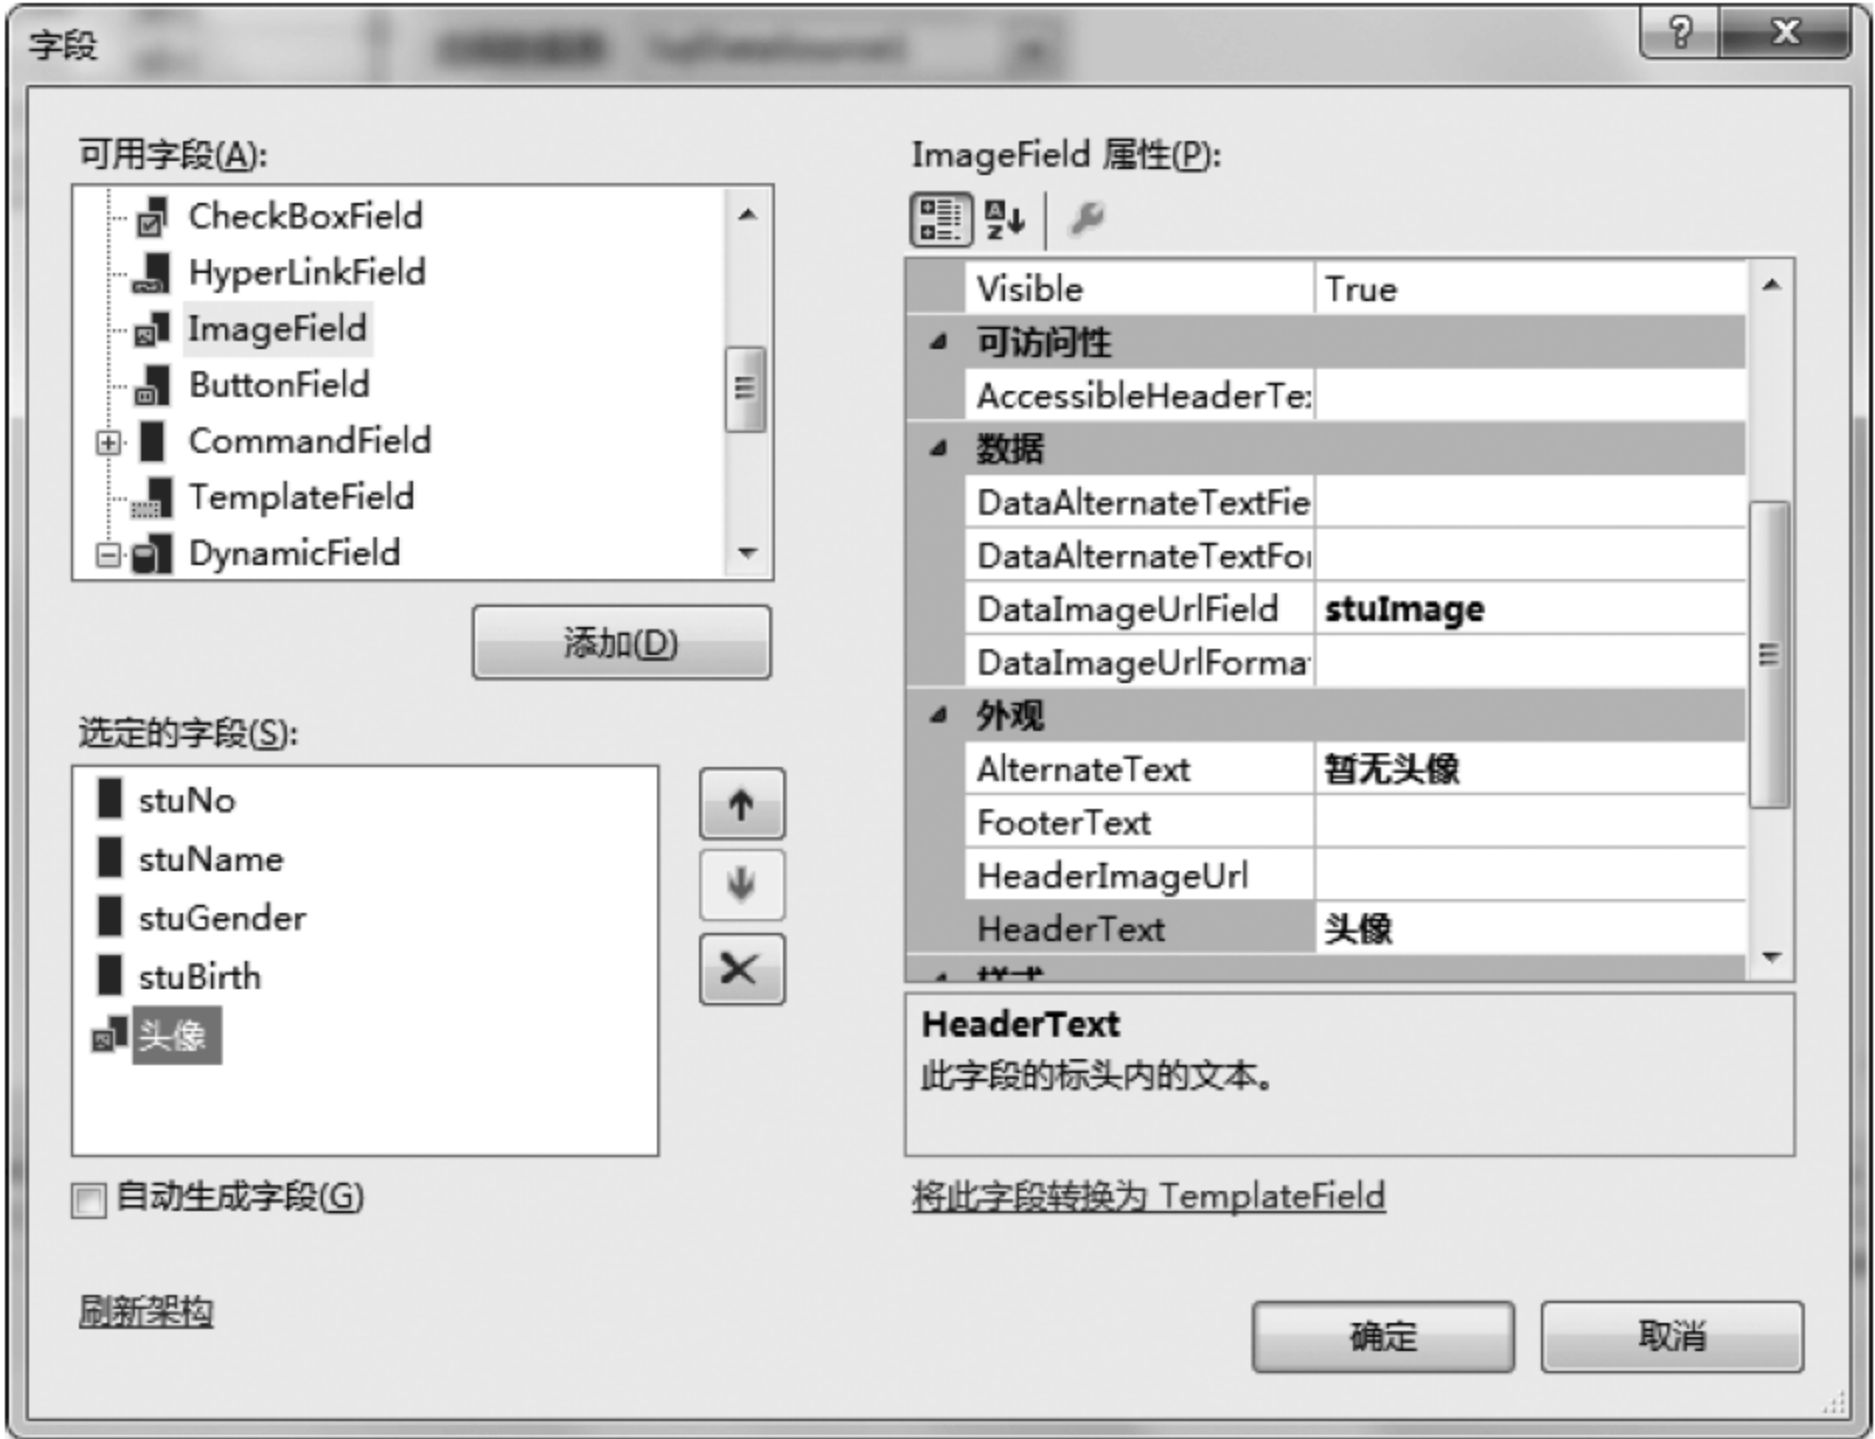 字段
可用字段(A):
CheckBoxField
HyperLinkField
ImageField
ButtonField
CommandField
TemplateField
DynamicField
添加(D)
选定的字段(S):
stuNo
stuName
stuGender
stuBirth
头像
自动生成字段(G)
刷新架构
ImageField 属性(P):
Visible True
可访问性
AccessibleHeaderTe
数据
DataAlternateTextFie
DataAlternateTextFo
DataImageUrlField stuImage
DataImageUrlForma
外观
AlternateText 暂无头像
FooterText
HeaderImageUrl
HeaderText 头像
HeaderText
此字段的标头内的文本。
将此字段转换为 TemplateField
确定 取消